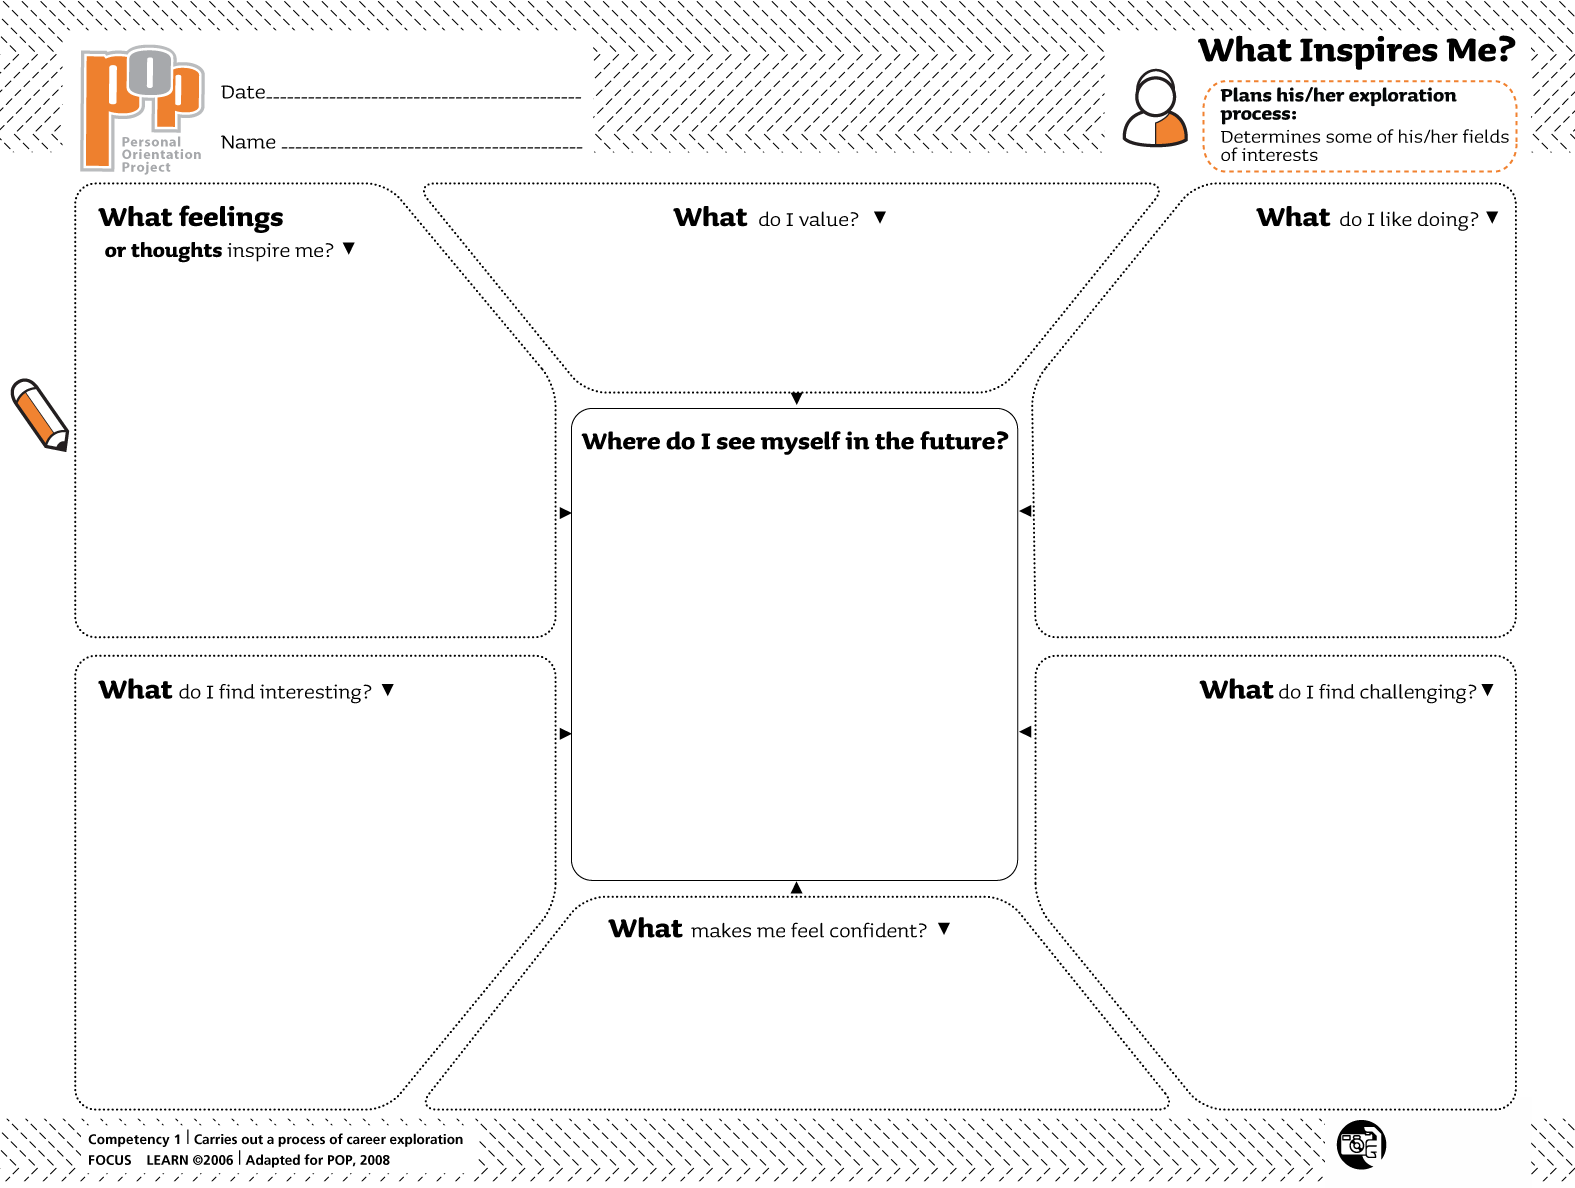 What Inspires Me?
pop
Personal
Orientation
Project
Date
Name
Plans his/her exploration
process:
Determines some of his/her fields
of interests
What feelings
or thoughts inspire me?
What do I value?
What do I like doing?
Where do I see myself in the future?
What do I find interesting?
What do I find challenging?
What makes me feel confident?
Competency 1 | Carries out a process of career exploration
FOCUS LEARN ©2006 | Adapted for POP, 2008